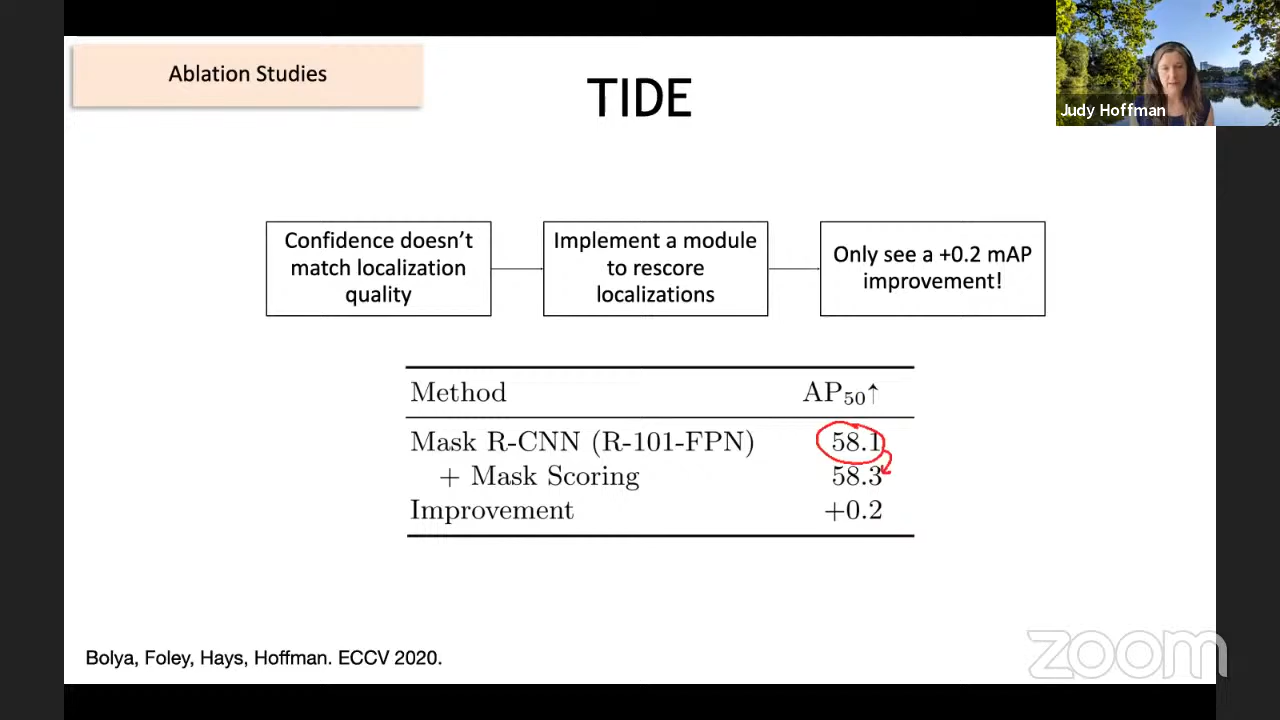 Ablation Studies
TIDE
Judy Hoffman
Confidence doesn't
match localization
quality
Implement a module
to rescore
localizations
Only see a +0.2 mAP
improvement!
Method AP50↑
Mask R-CNN (R-101-FPN) 58.1
+ Mask Scoring 58.3
Improvement +0.2
Bolya, Foley, Hays, Hoffman. ECCV 2020.
zoom